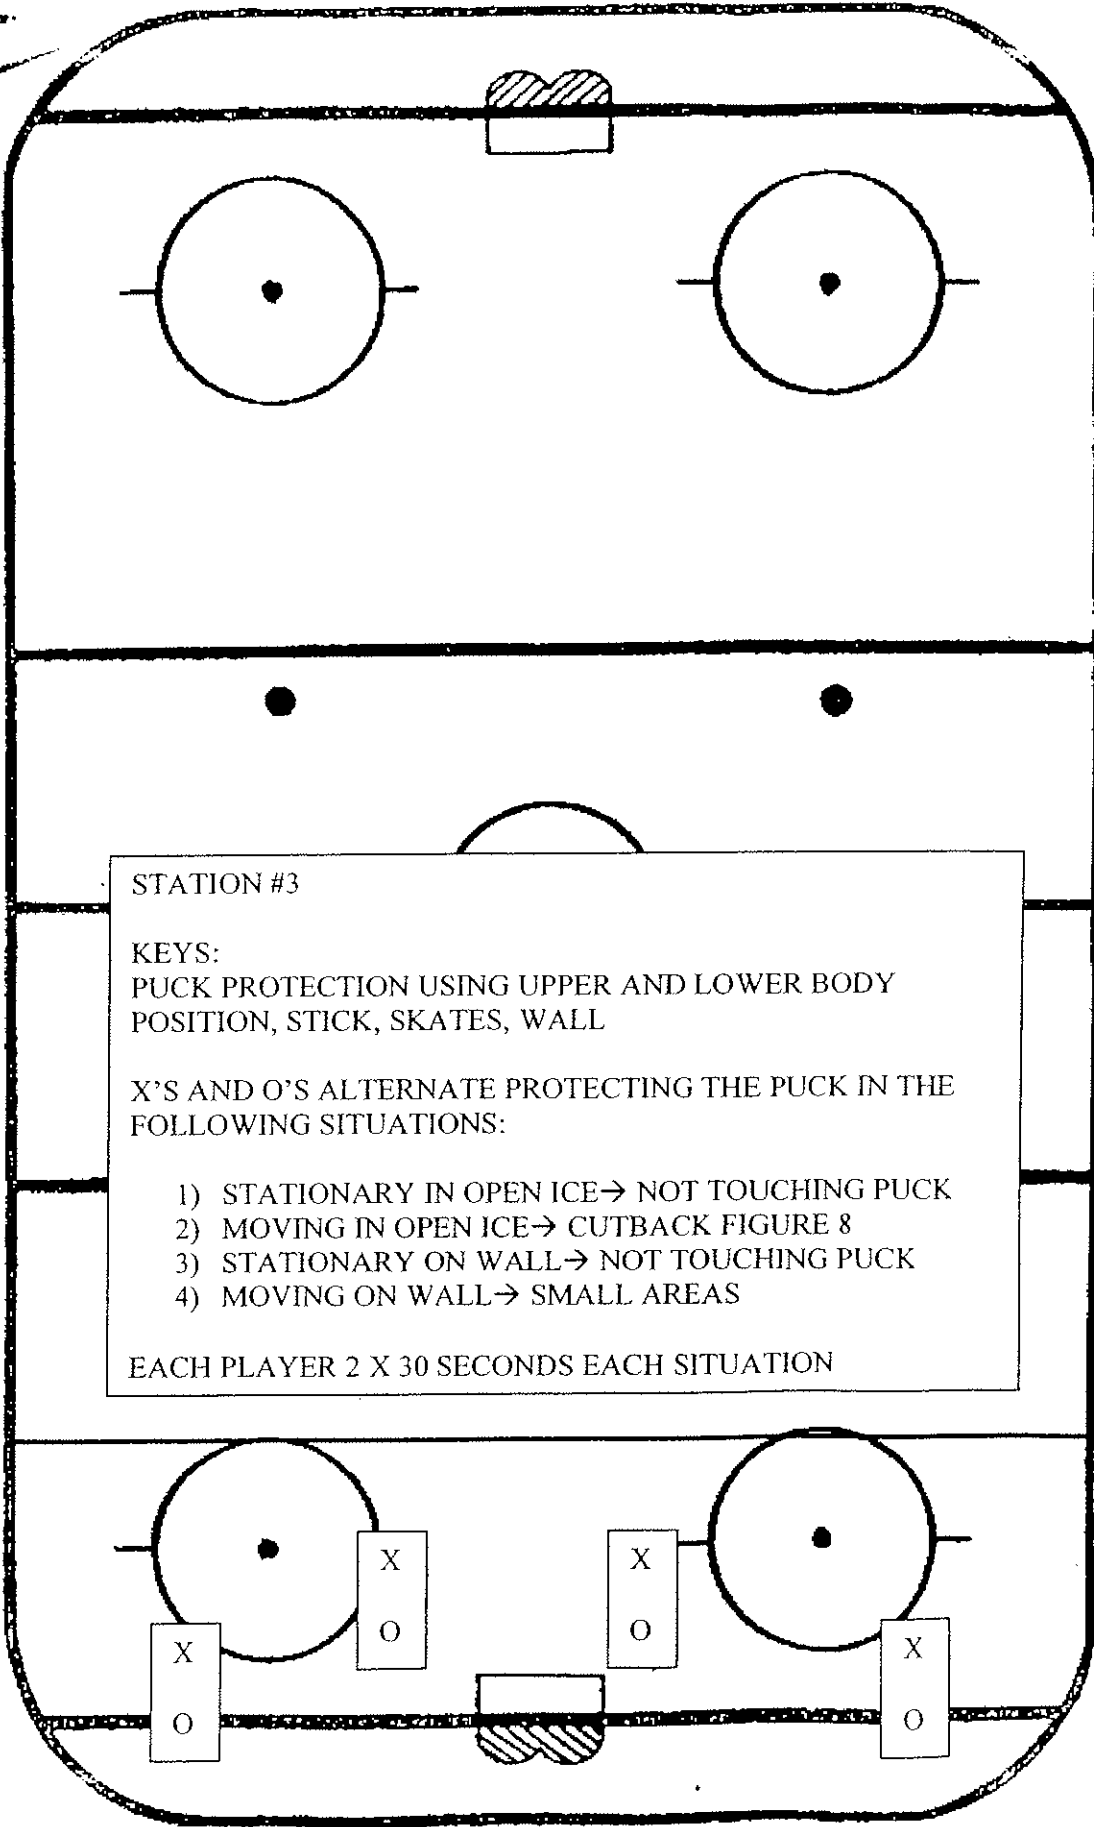 STATION #3
KEYS:
PUCK PROTECTION USING UPPER AND LOWER BODY
POSITION, STICK, SKATES, WALL
X'S AND O'S ALTERNATE PROTECTING THE PUCK IN THE
FOLLOWING SITUATIONS:
1) STATIONARY IN OPEN ICE→ NOT TOUCHING PUCK
2) MOVING IN OPEN ICE→ CUTBACK FIGURE 8
3) STATIONARY ON WALL→ NOT TOUCHING PUCK
4) MOVING ON WALL→ SMALL AREAS
EACH PLAYER 2 X 30 SECONDS EACH SITUATION
X
O
X
O
X
O
X
O